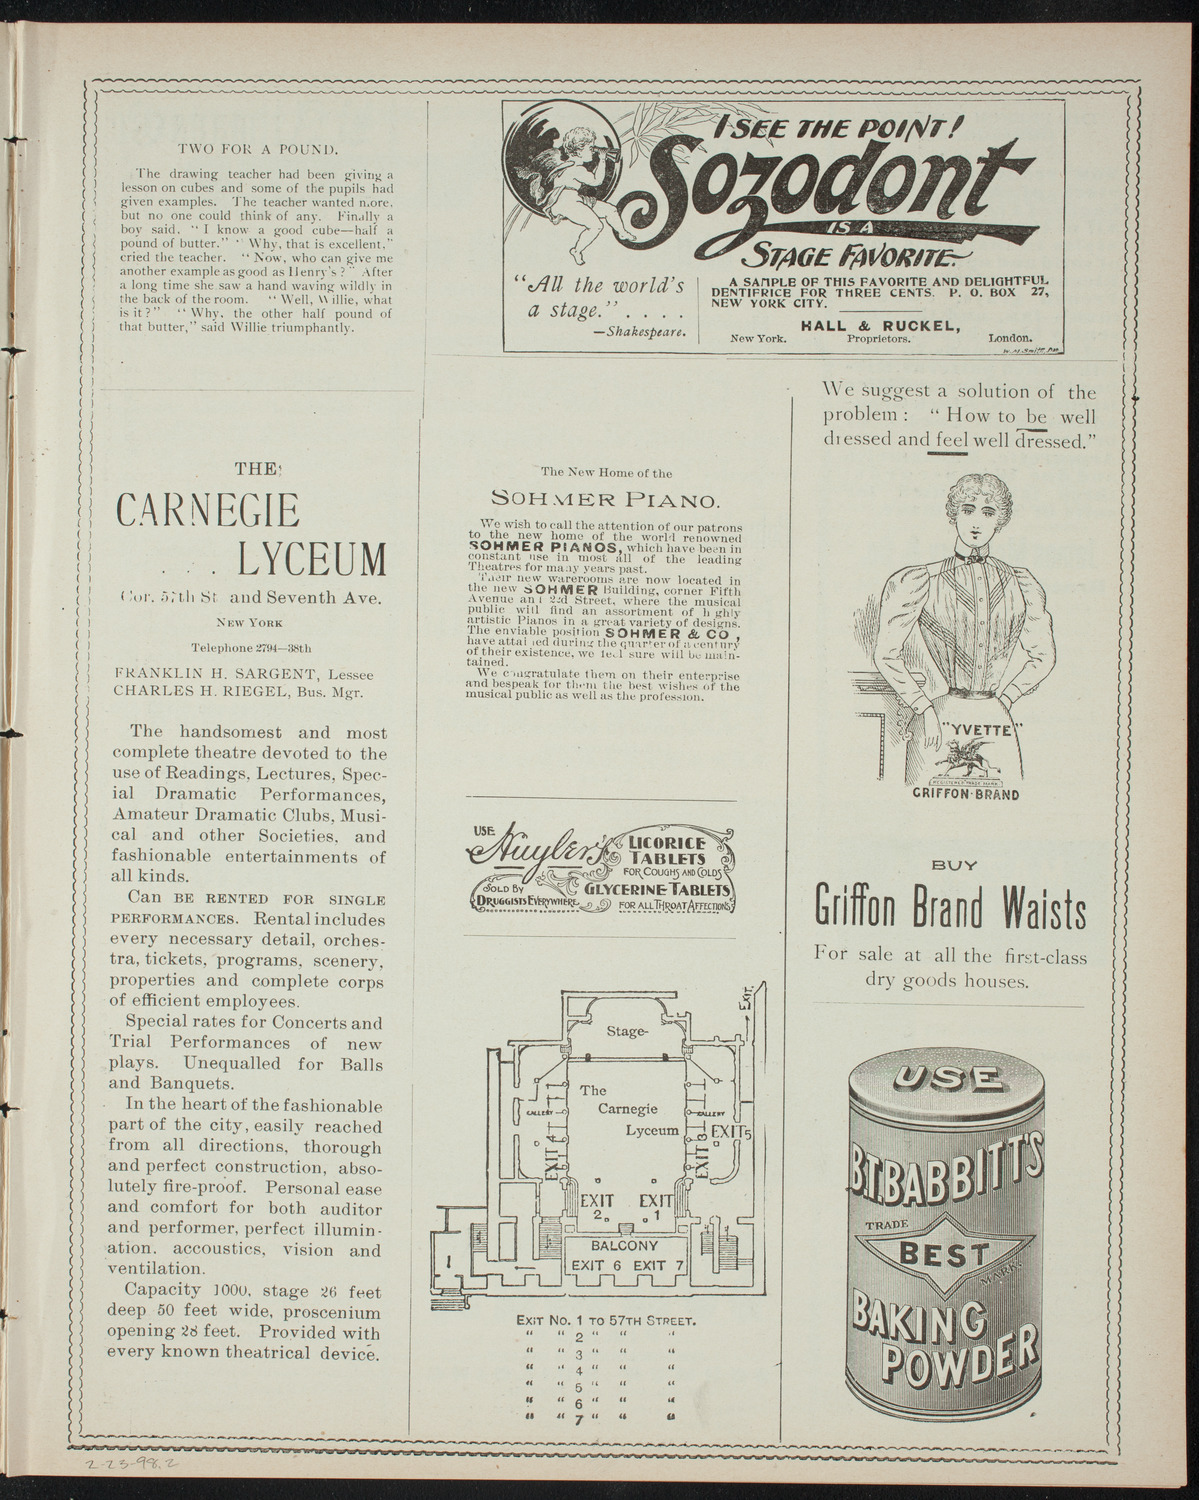 TWO FOR A POUND.
The drawing teacher had been giving a
lesson on cubes and some of the pupils had
given examples. The teacher wanted more,
but no one could think of any. Finally a
boy said, "I know a good cube—half a
pound of butter." "Why, that is excellent,"
cried the teacher. "Now, who can give me
another example as good as Henry's?" After
a long time she saw a hand waving wildly in
the back of the room. "Well, Willie, what
is it?" "Why, the other half pound of
that butter," said Willie triumphantly.
THE
CARNEGIE
. . . LYCEUM
Cor. 57th St. and Seventh Ave.
NEW YORK
Telephone 2794—38th
FRANKLIN H. SARGENT, Lessee
CHARLES H. RIEGEL, Bus. Mgr.
The handsomest and most
complete theatre devoted to the
use of Readings, Lectures, Spec-
ial Dramatic Performances,
Amateur Dramatic Clubs, Musi-
cal and other Societies, and
fashionable entertainments of
all kinds.
Can BE RENTED FOR SINGLE
PERFORMANCES. Rental includes
every necessary detail, orches-
tra, tickets, programs, scenery,
properties and complete corps
of efficient employees.
Special rates for Concerts and
Trial Performances of new
plays. Unequalled for Balls
and Banquets.
In the heart of the fashionable
part of the city, easily reached
from all directions, thorough
and perfect construction, abso-
lutely fire-proof. Personal ease
and comfort for both auditor
and performer, perfect illumin-
ation, accoustics, vision and
ventilation.
Capacity 1000, stage 26 feet
deep 50 feet wide, proscenium
opening 28 feet. Provided with
every known theatrical device.
I SEE THE POINT!
Sozodont
IS A
STAGE FAVORITE.
"All the world's
a stage." . . . .
—Shakespeare.
A SAMPLE OF THIS FAVORITE AND DELIGHTFUL
DENTIFRICE FOR THREE CENTS. P. O. BOX 27,
NEW YORK CITY.
HALL & RUCKEL,
New York. Proprietors. London.
The New Home of the
SOHMER PIANO.
We wish to call the attention of our patrons
to the new home of the world renowned
SOHMER PIANOS, which have been in
constant use in most all of the leading
Theatres for many years past.
Their new warerooms are now located in
the new SOHMER Building, corner Fifth
Avenue and 22d Street, where the musical
public will find an assortment of highly
artistic Pianos in a great variety of designs.
The enviable position SOHMER & CO,
have attained during the quarter of a century
of their existence, we feel sure will be main-
tained.
We congratulate them on their enterprise
and bespeak for them the best wishes of the
musical public as well as the profession.
USE
Huyler's
LICORICE
TABLETS
FOR COUGHS AND COLDS
GLYCERINE TABLETS
FOR ALL THROAT AFFECTIONS
SOLD BY
DRUGGISTS EVERYWHERE
Stage
EXIT.
The
Carnegie
Lyceum
GALLERY
GALLERY
EXIT 4
EXIT 3
EXIT 5
EXIT
2
EXIT
1
BALCONY
EXIT 6 EXIT 7
EXIT No. 1 TO 57TH STREET.
" " 2 " " "
" " 3 " " "
" " 4 " " "
" " 5 " " "
" " 6 " " "
" " 7 " " "
We suggest a solution of the
problem: "How to be well
dressed and feel well dressed."
"YVETTE"
REGISTERED TRADE MARK
GRIFFON-BRAND
BUY
Griffon Brand Waists
For sale at all the first-class
dry goods houses.
USE
B.T. BABBITT'S
TRADE
BEST
MARK
BAKING
POWDER
2-23-98.2